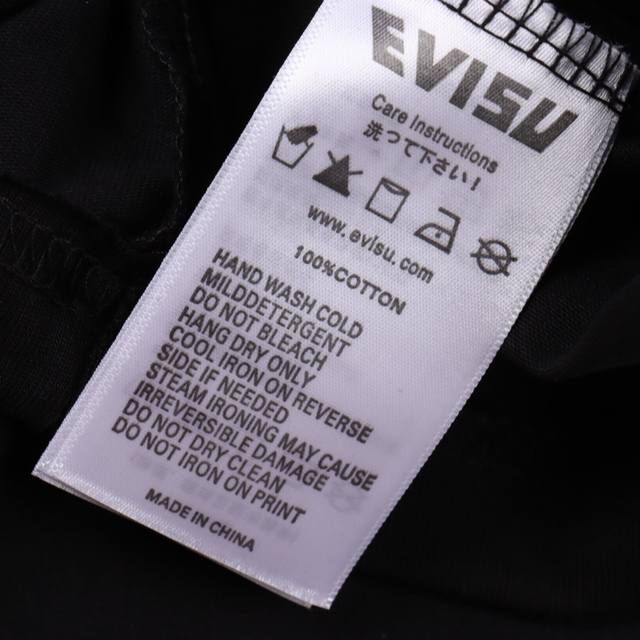 EVISU
Care Instructions
洗って下さい!
www.evisu.com
100%COTTON
HAND WASH COLD
MILDDETERGENT
DO NOT BLEACH
HANG DRY ONLY
COOL IRON ON REVERSE
SIDE IF NEEDED
STEAM IRONING MAY CAUSE
IRREVERSIBLE DAMAGE
DO NOT DRY CLEAN
DO NOT IRON ON PRINT
MADE IN CHINA